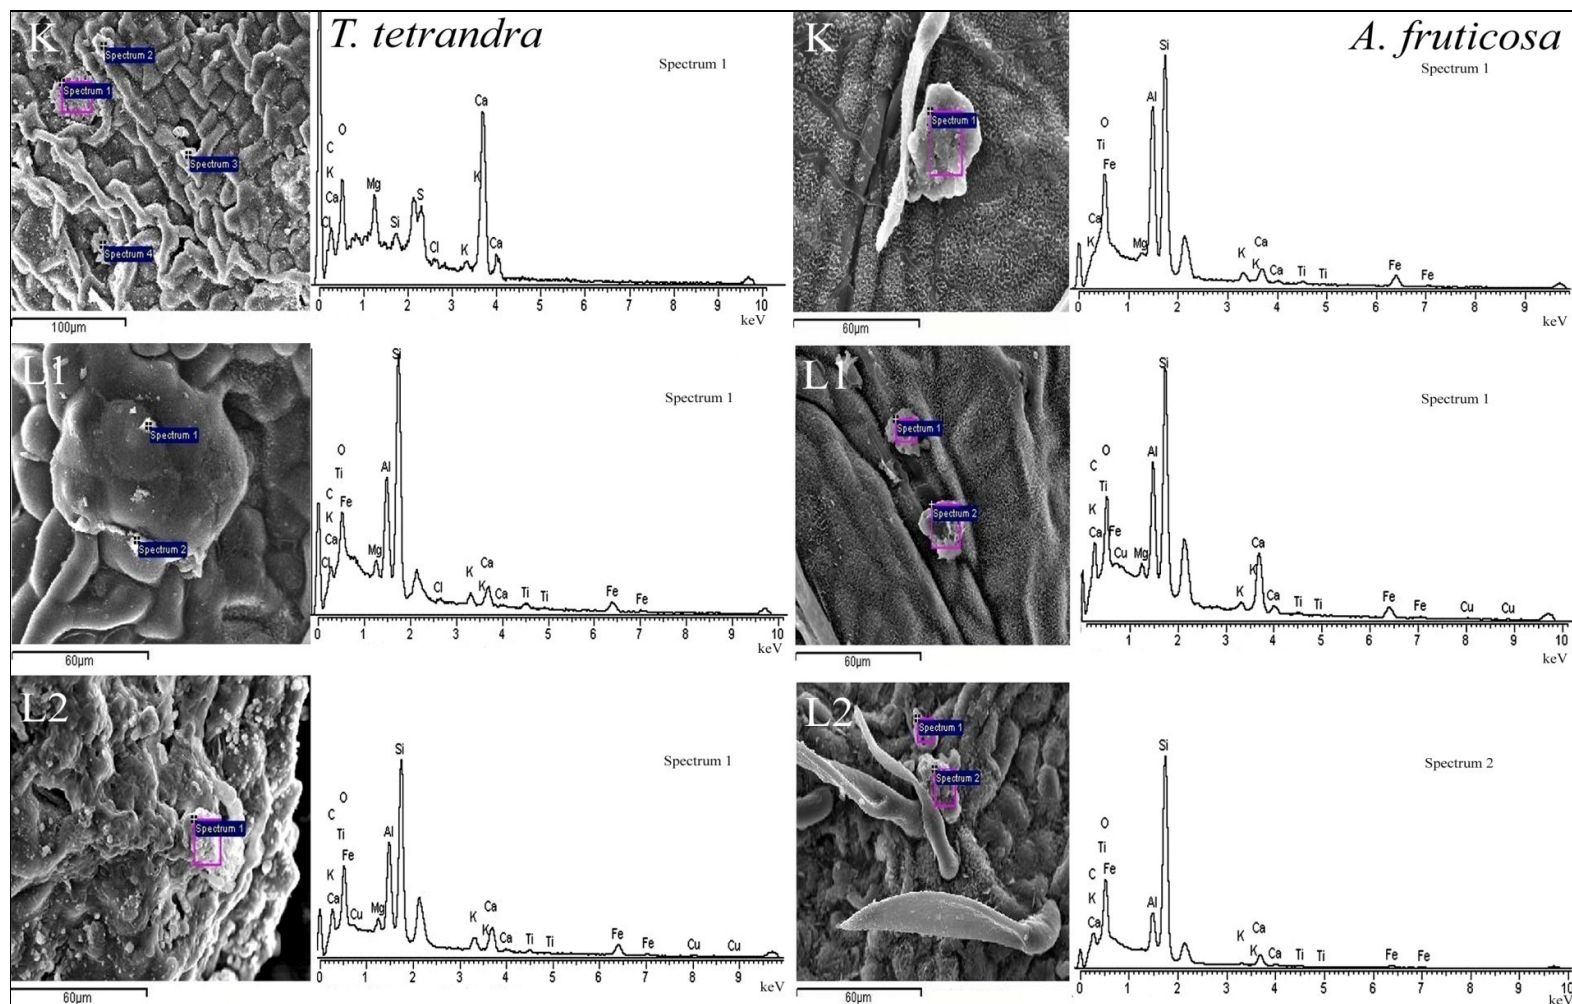 K
Spectrum 2
Spectrum 1
Spectrum 3
Spectrum 4
100µm
T. tetrandra
Spectrum 1
Ca
O
C
K
Mg
S
K
Ca
Si
Cl
Cl
K
Ca
0 1 2 3 4 5 6 7 8 9 10
keV
K
Spectrum 1
60µm
A. fruticosa
Spectrum 1
Si
Al
O
Ti
Fe
Ca
K
Mg
K
Ca
K
Ca
Ti
Ti
Fe
Fe
0 1 2 3 4 5 6 7 8 9
keV
L1
Spectrum 1
Spectrum 2
60µm
Spectrum 1
Si
O
Al
Ti
C
Fe
K
Ca
Cl
Mg
Cl
K
K
Ca
Ca
Ti
Ti
Fe
Fe
0 1 2 3 4 5 6 7 8 9 10
keV
L1
Spectrum 1
Spectrum 2
60µm
Spectrum 1
Si
O
Al
C
Ti
K
Ca
Fe
Cu
Mg
K
K
Ca
Ca
Ti
Ti
Fe
Fe
Cu
Cu
1 2 3 4 5 6 7 8 9 10
keV
L2
Spectrum 1
60µm
Spectrum 1
Si
O
C
Ti
Al
Fe
K
Ca
Cu
Mg
K
K
Ca
Ca
Ti
Ti
Fe
Fe
Cu
Cu
0 1 2 3 4 5 6 7 8 9 10
keV
L2
Spectrum 1
Spectrum 2
60µm
Spectrum 2
Si
O
Ti
C
Fe
K
Ca
Al
K
K
Ca
Ca
Ti
Ti
Fe
Fe
0 1 2 3 4 5 6 7 8 9 10
keV